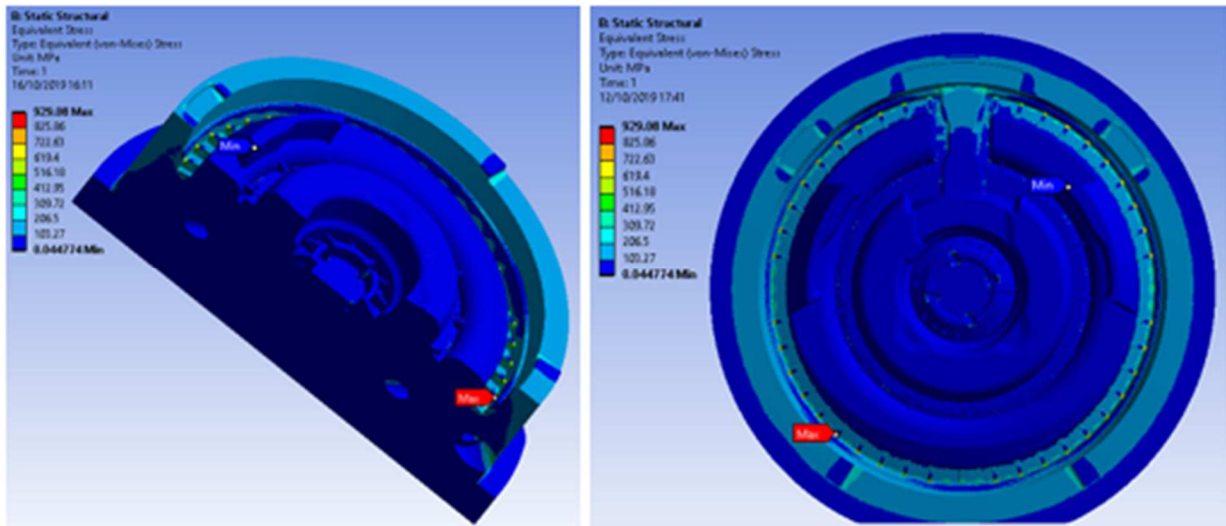 B: Static Structural
Equivalent Stress
Type: Equivalent (von-Mises) Stress
Unit: MPa
Time: 1
16/10/2019 16:11
929.08 Max
825.86
722.63
619.4
516.18
412.95
309.72
206.5
103.27
0.044774 Min
Min
Max
B: Static Structural
Equivalent Stress
Type: Equivalent (von-Mises) Stress
Unit: MPa
Time: 1
12/10/2019 17:41
929.08 Max
825.86
722.63
619.4
516.18
412.95
309.72
206.5
103.27
0.044774 Min
Min
Max